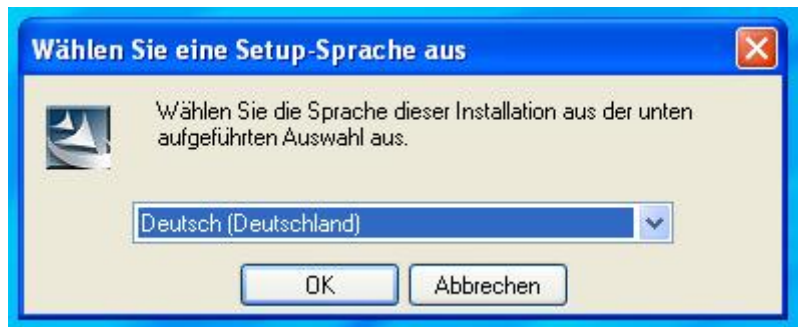 Wählen Sie eine Setup-Sprache aus
Wählen Sie die Sprache dieser Installation aus der unten
aufgeführten Auswahl aus.
Deutsch (Deutschland)
OK Abbrechen